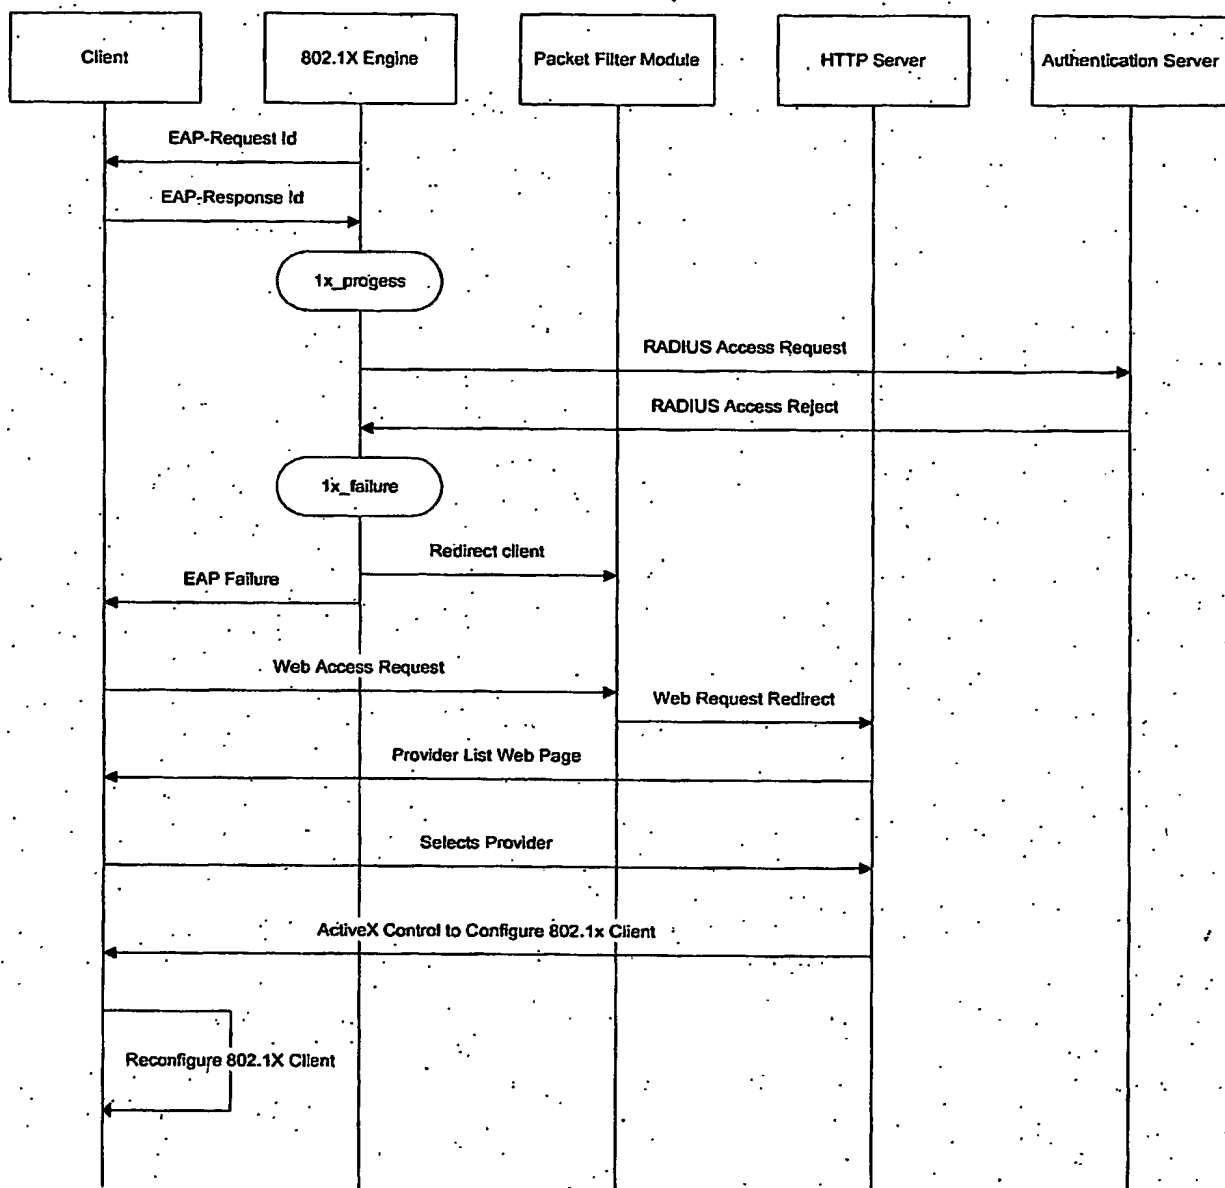 Client
802.1X Engine
Packet Filter Module
HTTP Server
Authentication Server
EAP-Request Id
EAP-Response Id
1x_progess
RADIUS Access Request
RADIUS Access Reject
1x_failure
Redirect client
EAP Failure
Web Access Request
Web Request Redirect
Provider List Web Page
Selects Provider
ActiveX Control to Configure 802.1x Client
Reconfigure 802.1X Client